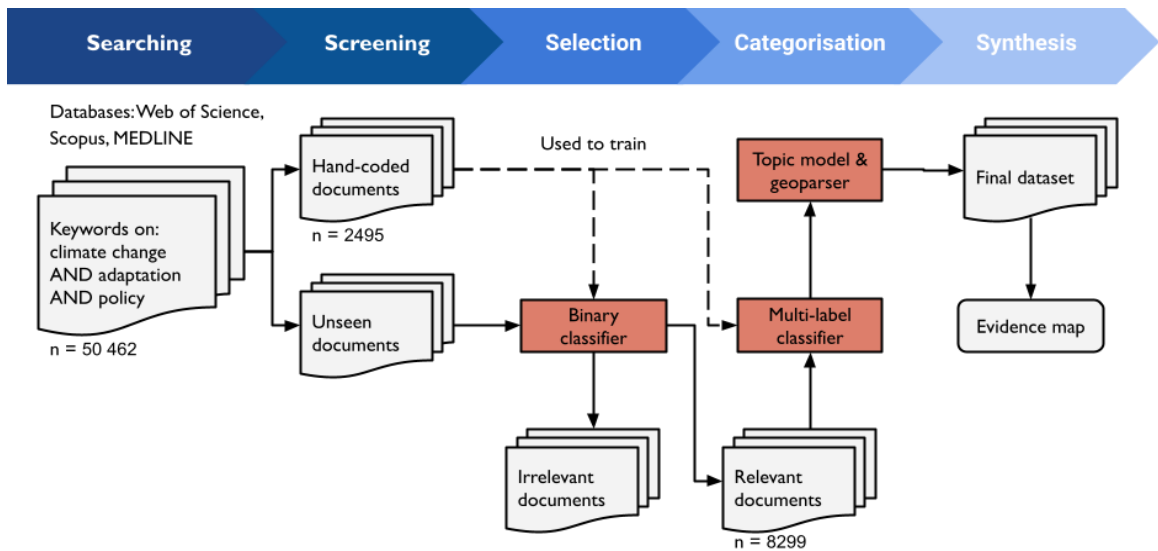 Searching
Screening
Selection
Categorisation
Synthesis
Databases: Web of Science,
Scopus, MEDLINE
Keywords on:
climate change
AND adaptation
AND policy
n = 50 462
Hand-coded
documents
n = 2495
Unseen
documents
Used to train
Binary
classifier
Irrelevant
documents
Topic model &
geoparser
Multi-label
classifier
Relevant
documents
n = 8299
Final dataset
Evidence map